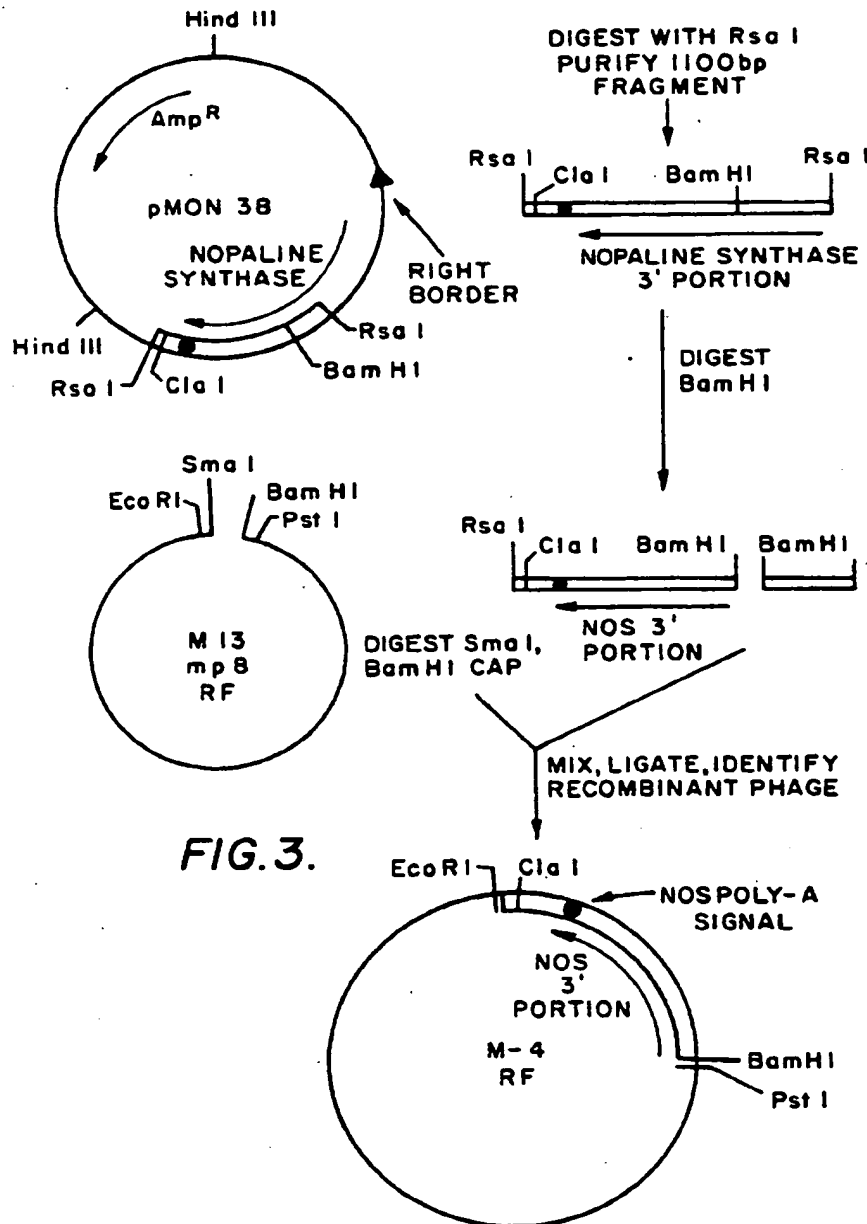 Hind III
Amp R
pMON 38
NOPALINE
SYNTHASE
RIGHT
BORDER
Hind III
Rsa I
Cla I
BamHI
Rsa I
DIGEST WITH Rsa I
PURIFY 1100bp
FRAGMENT
Rsa I
Cla I
BamHI
Rsa I
NOPALINE SYNTHASE
3' PORTION
DIGEST
BamHI
Sma I
EcoRI
BamHI
Pst I
M 13
mp 8
RF
Rsa I
Cla I
BamHI
BamHI
NOS 3'
PORTION
DIGEST Sma I,
BamHI CAP
MIX, LIGATE, IDENTIFY
RECOMBINANT PHAGE
FIG. 3.
EcoRI
Cla I
NOS POLY-A
SIGNAL
NOS
3'
PORTION
M-4
RF
BamHI
Pst I